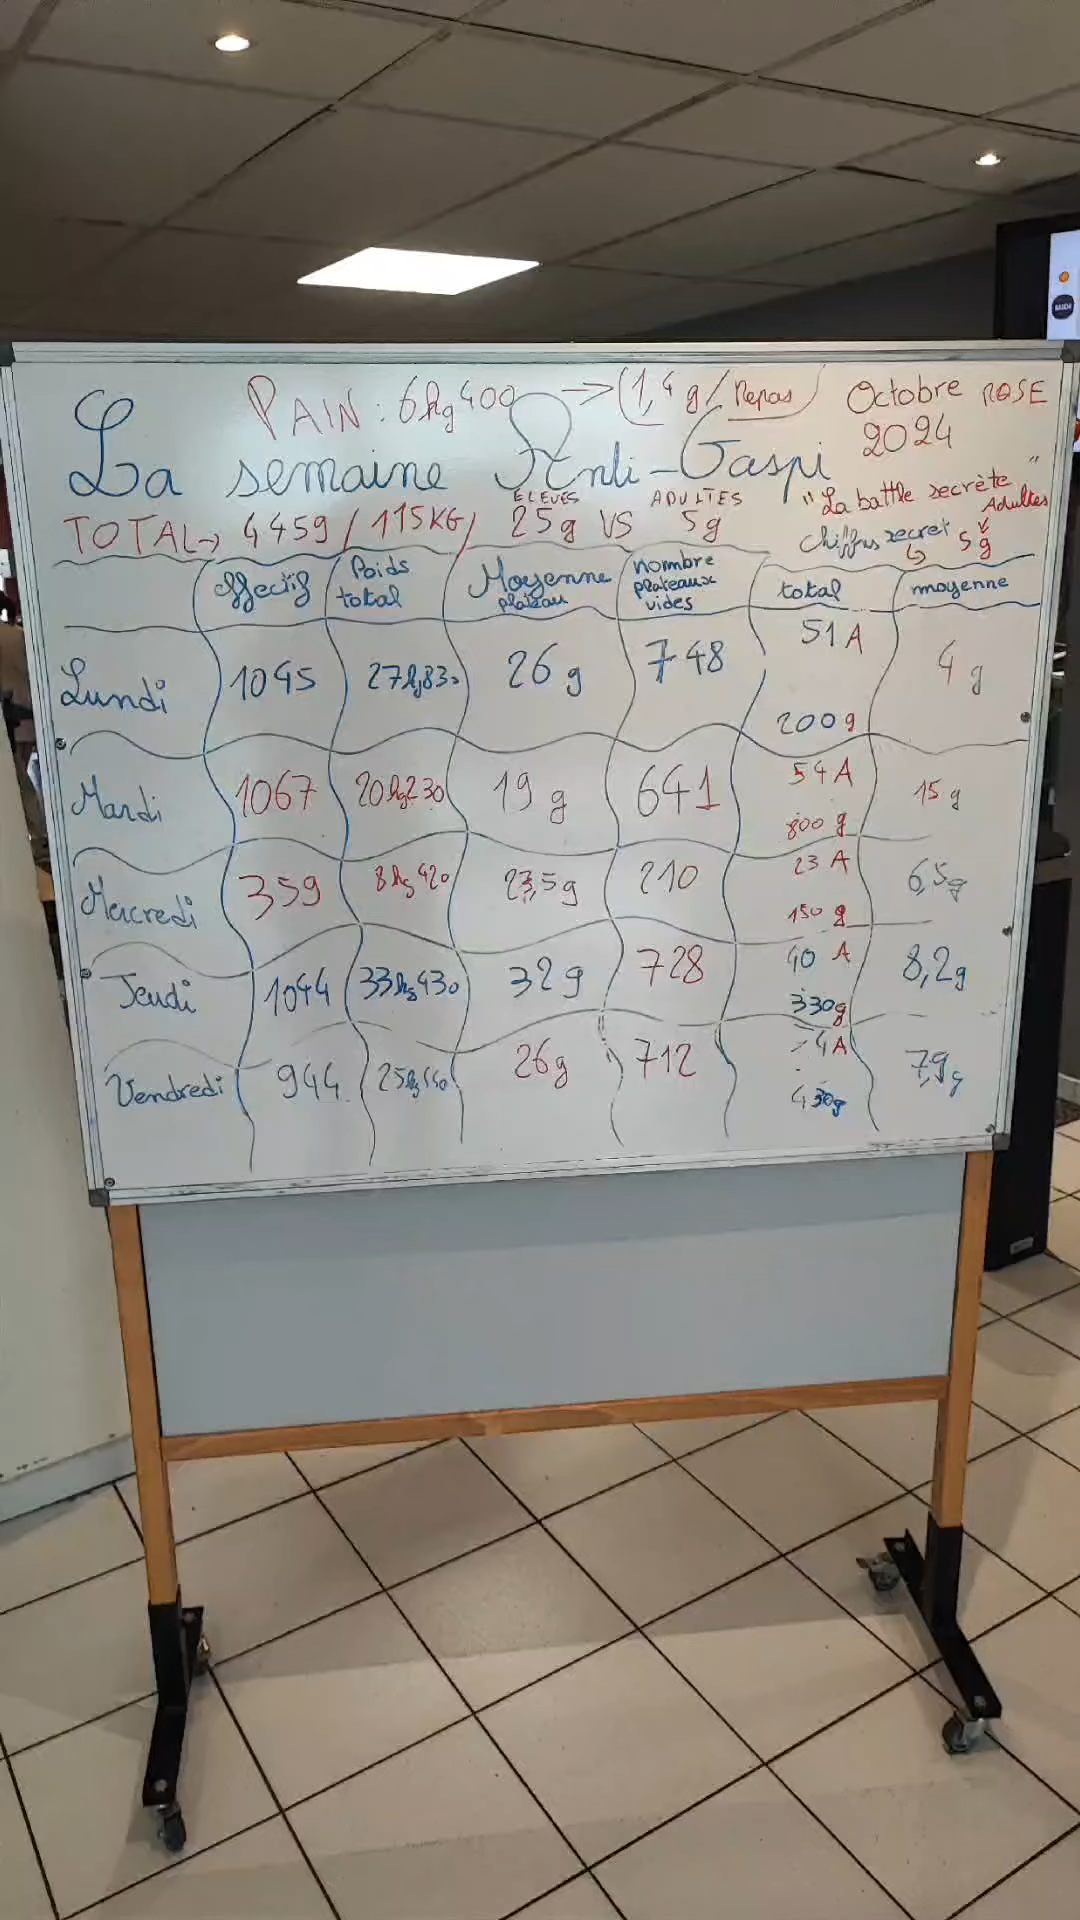 PAIN : 6kg400 → (1,4 g / Repas)
Octobre ROSE
2024
La semaine Anti-Gaspi
"La battle secrète"
Adultes
chiffres secret 5g
ÉLÈVES ADULTES
TOTAL → 4459 / 115KG / 25g VS 5g
effectif
Poids total
Moyenne plateau
nombre plateaux vides
total
moyenne
Lundi 1045 27kg830 26 g 748 51 A 200g 4 g
Mardi 1067 20kg230 19 g 641 54 A 800 g 15 g
Mercredi 359 8kg420 23,5g 210 23 A 150 g 6,5g
Jeudi 1044 33kg430 32g 728 40 A 330g 8,2g
Vendredi 944 26g 712 4A 430g 7,9g